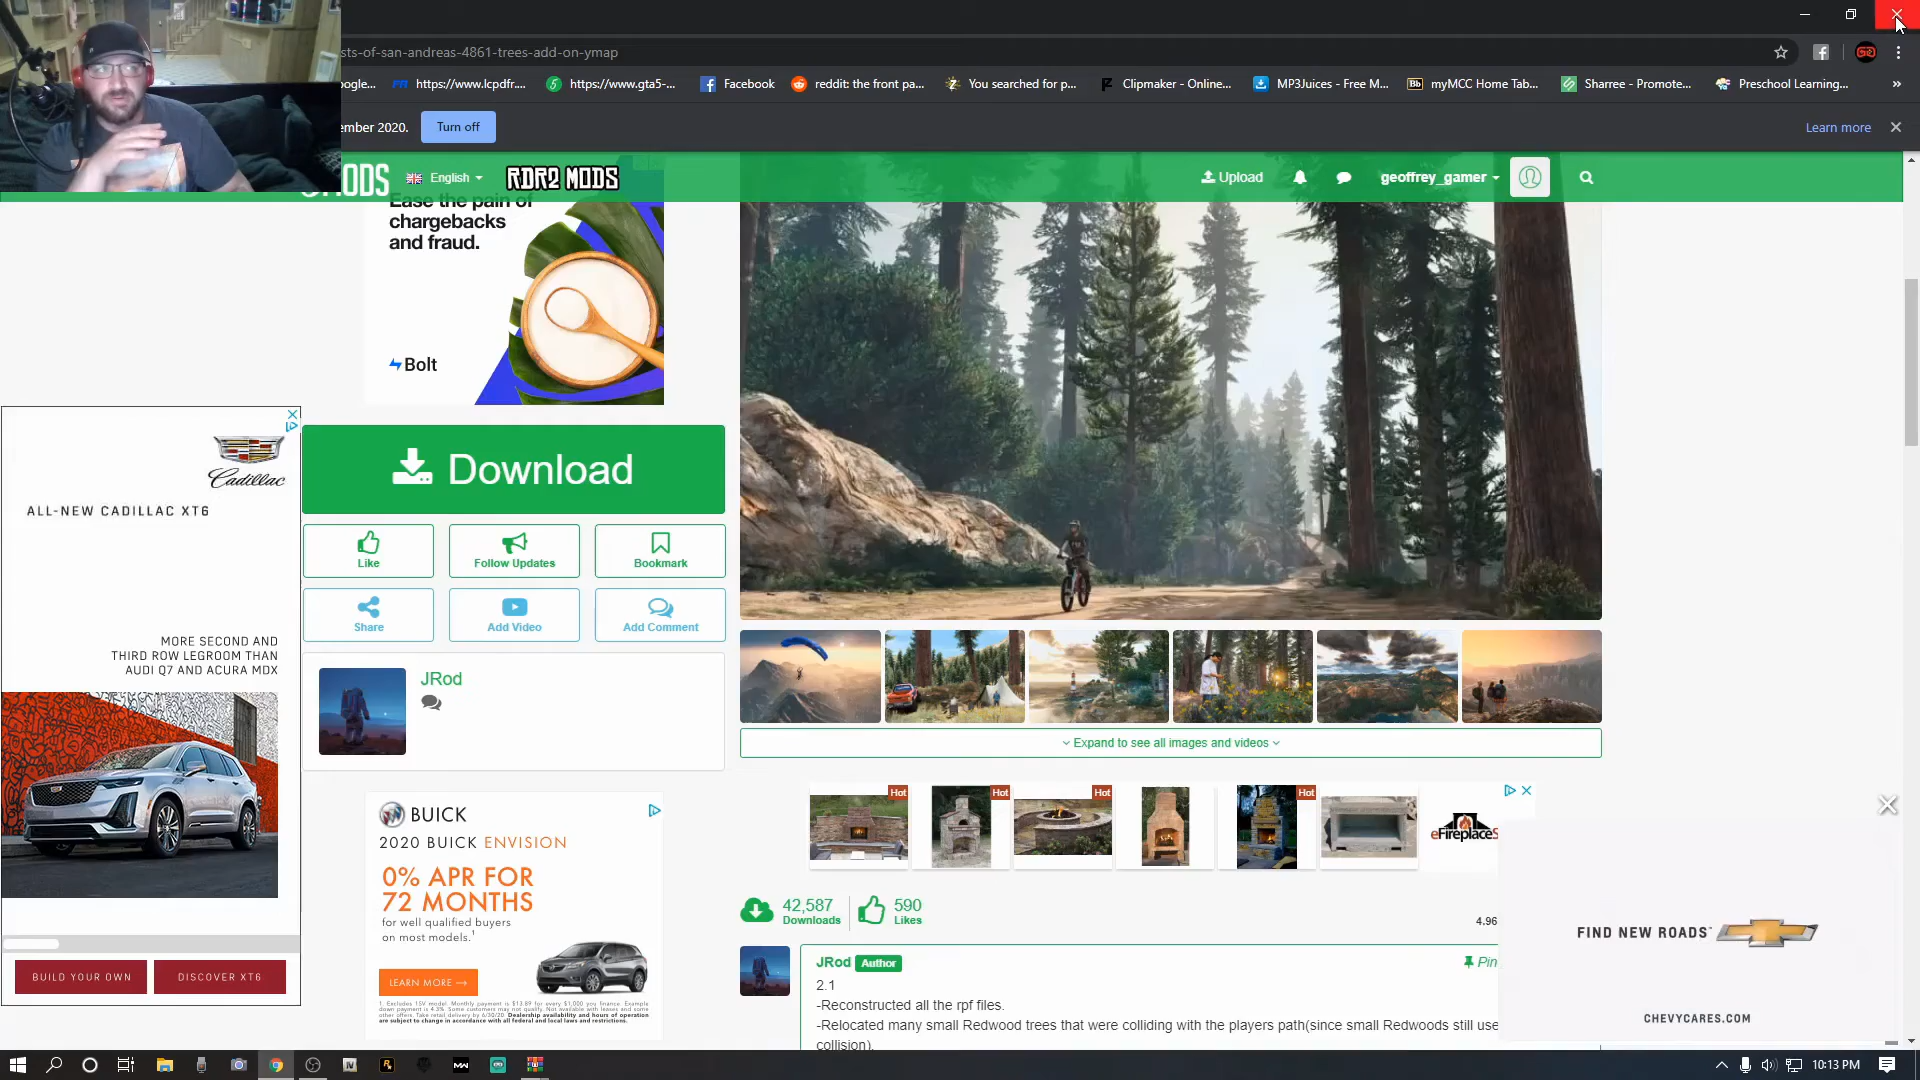 sts-of-san-andreas-4861-trees-add-on-ymap
oogle...
https://www.lcpdfr....
https://www.gta5-...
Facebook
reddit: the front pa...
You searched for p...
Clipmaker - Online...
MP3Juices - Free M...
Bb
myMCC Home Tab...
Sharree - Promote...
Preschool Learning...
»
ember 2020.
Turn off
Learn more
MODS
English
RDR2 MODS
Upload
geoffrey_gamer
Ease the pain of
chargebacks
and fraud.
Bolt
Cadillac
ALL-NEW CADILLAC XT6
MORE SECOND AND
THIRD ROW LEGROOM THAN
AUDI Q7 AND ACURA MDX
BUILD YOUR OWN
DISCOVER XT6
Download
Like
Follow Updates
Bookmark
Share
Add Video
Add Comment
JRod
BUICK
2020 BUICK ENVISION
0% APR FOR
72 MONTHS
for well qualified buyers
on most models.¹
LEARN MORE →
Expand to see all images and videos
Hot
Hot
Hot
Hot
eFireplaceS
42,587
Downloads
590
Likes
4.96
JRod Author
Pin
2.1
-Reconstructed all the rpf files.
-Relocated many small Redwood trees that were colliding with the players path(since small Redwoods still use
collision).
FIND NEW ROADS™
CHEVYCARES.COM
10:13 PM